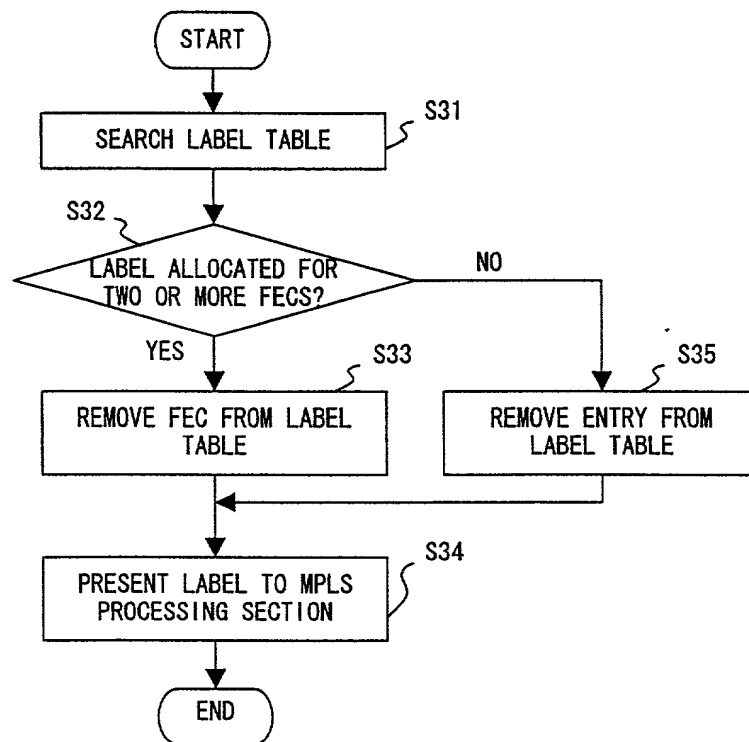 START
S31
SEARCH LABEL TABLE
S32
LABEL ALLOCATED FOR
TWO OR MORE FECS?
NO
YES
S33
REMOVE FEC FROM LABEL
TABLE
S35
REMOVE ENTRY FROM
LABEL TABLE
S34
PRESENT LABEL TO MPLS
PROCESSING SECTION
END